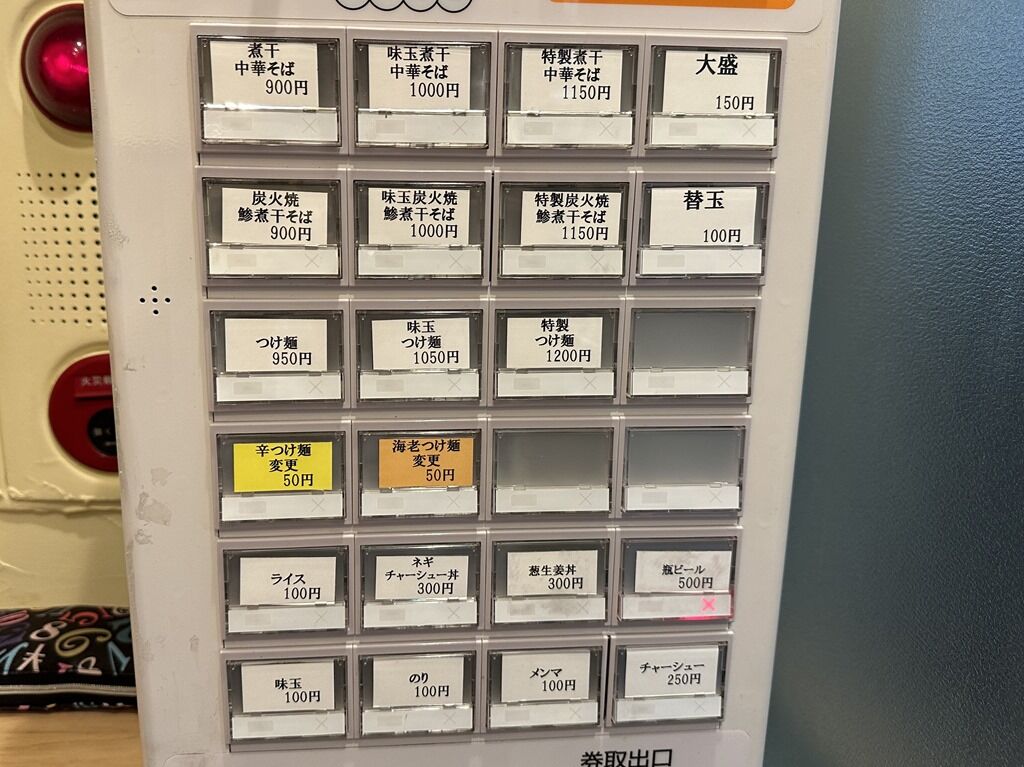 煮干
中華そば
900円
味玉煮干
中華そば
1000円
特製煮干
中華そば
1150円
大盛
150円
炭火焼
鯵煮干そば
900円
味玉炭火焼
鯵煮干そば
1000円
特製炭火焼
鯵煮干そば
1150円
替玉
100円
つけ麺
950円
味玉
つけ麺
1050円
特製
つけ麺
1200円
辛つけ麺
変更
50円
海老つけ麺
変更
50円
ライス
100円
ネギ
チャーシュー丼
300円
葱生姜丼
300円
瓶ビール
500円
味玉
100円
のり
100円
メンマ
100円
チャーシュー
250円
券取出口